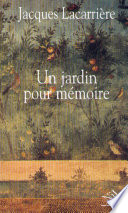 Jacques Lacarrière
Un jardin
pour mémoire